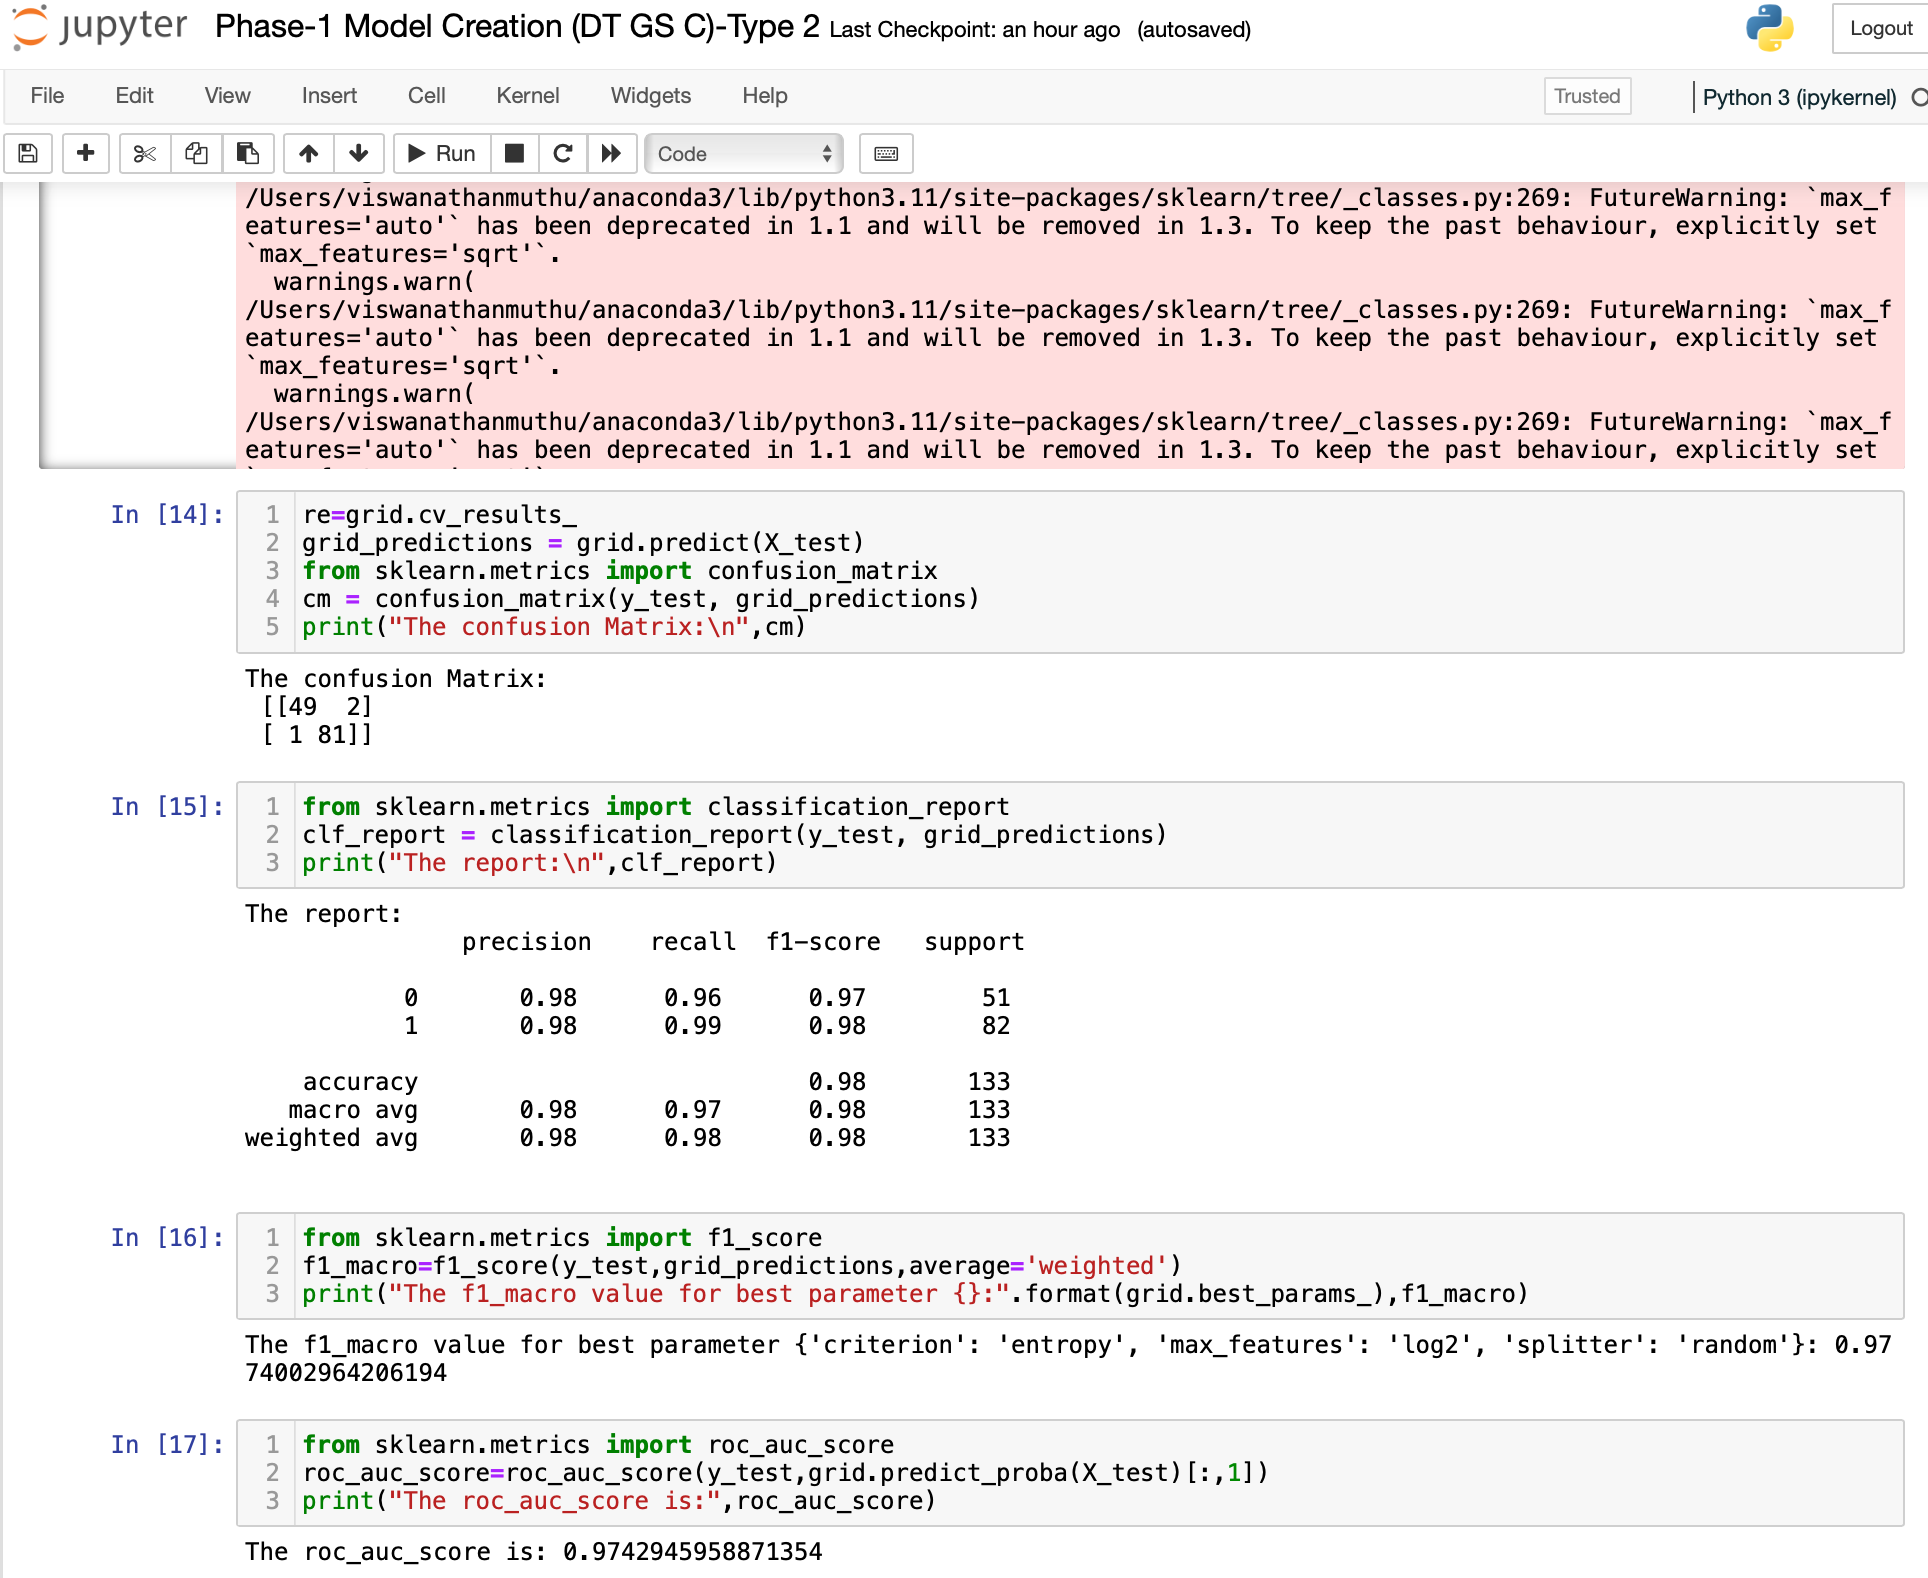 jupyter Phase-1 Model Creation (DT GS C)-Type 2 Last Checkpoint: an hour ago (autosaved) Logout
File Edit View Insert Cell Kernel Widgets Help Trusted Python 3 (ipykernel)
Run Code
/Users/viswanathanmuthu/anaconda3/lib/python3.11/site-packages/sklearn/tree/_classes.py:269: FutureWarning: `max_f
eatures='auto'` has been deprecated in 1.1 and will be removed in 1.3. To keep the past behaviour, explicitly set
`max_features='sqrt'`.
warnings.warn(
/Users/viswanathanmuthu/anaconda3/lib/python3.11/site-packages/sklearn/tree/_classes.py:269: FutureWarning: `max_f
eatures='auto'` has been deprecated in 1.1 and will be removed in 1.3. To keep the past behaviour, explicitly set
`max_features='sqrt'`.
warnings.warn(
/Users/viswanathanmuthu/anaconda3/lib/python3.11/site-packages/sklearn/tree/_classes.py:269: FutureWarning: `max_f
eatures='auto'` has been deprecated in 1.1 and will be removed in 1.3. To keep the past behaviour, explicitly set
In [14]: 1 re=grid.cv_results_
2 grid_predictions = grid.predict(X_test)
3 from sklearn.metrics import confusion_matrix
4 cm = confusion_matrix(y_test, grid_predictions)
5 print("The confusion Matrix:\n",cm)
The confusion Matrix:
[[49 2]
[ 1 81]]
In [15]: 1 from sklearn.metrics import classification_report
2 clf_report = classification_report(y_test, grid_predictions)
3 print("The report:\n",clf_report)
The report:
precision recall f1-score support
0 0.98 0.96 0.97 51
1 0.98 0.99 0.98 82
accuracy 0.98 133
macro avg 0.98 0.97 0.98 133
weighted avg 0.98 0.98 0.98 133
In [16]: 1 from sklearn.metrics import f1_score
2 f1_macro=f1_score(y_test,grid_predictions,average='weighted')
3 print("The f1_macro value for best parameter {}:".format(grid.best_params_),f1_macro)
The f1_macro value for best parameter {'criterion': 'entropy', 'max_features': 'log2', 'splitter': 'random'}: 0.97
74002964206194
In [17]: 1 from sklearn.metrics import roc_auc_score
2 roc_auc_score=roc_auc_score(y_test,grid.predict_proba(X_test)[:,1])
3 print("The roc_auc_score is:",roc_auc_score)
The roc_auc_score is: 0.9742945958871354